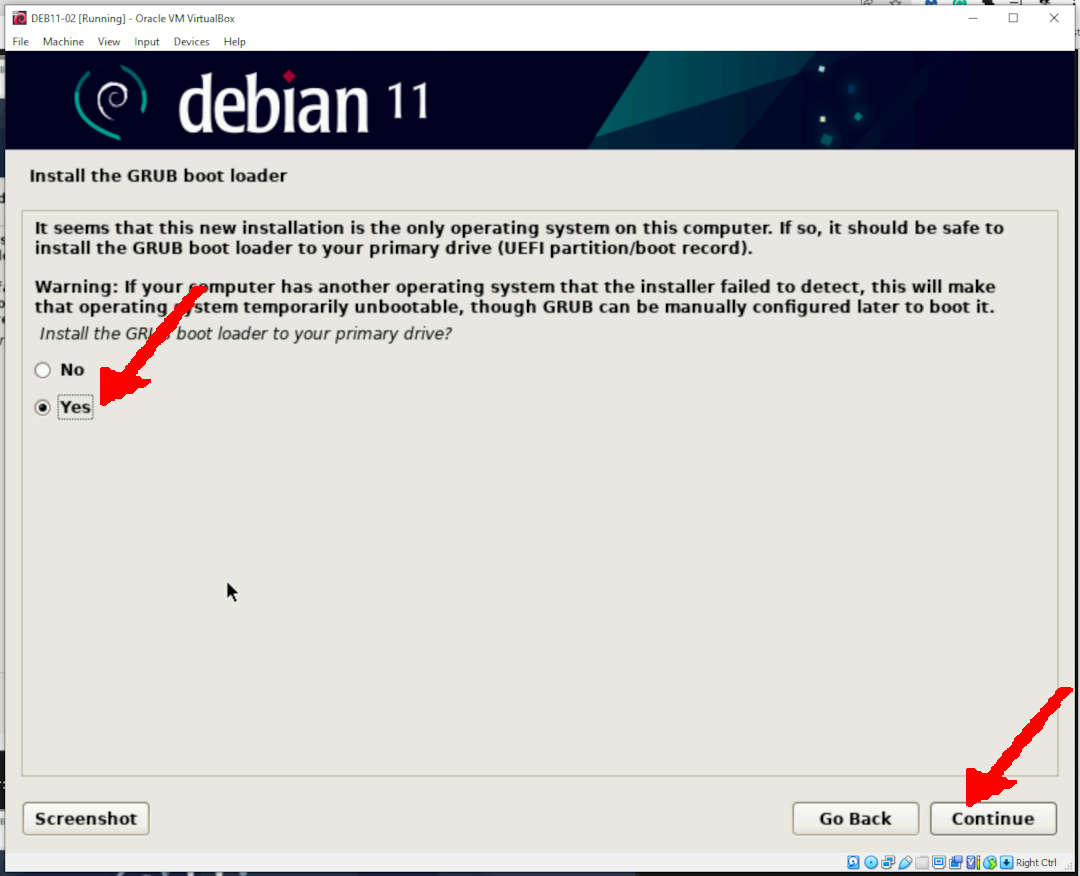 DEB11-02 [Running] - Oracle VM VirtualBox
File Machine View Input Devices Help
debian 11
Install the GRUB boot loader
It seems that this new installation is the only operating system on this computer. If so, it should be safe to
install the GRUB boot loader to your primary drive (UEFI partition/boot record).
Warning: If your computer has another operating system that the installer failed to detect, this will make
that operating system temporarily unbootable, though GRUB can be manually configured later to boot it.
Install the GRUB boot loader to your primary drive?
No
Yes
Screenshot Go Back Continue
Right Ctrl